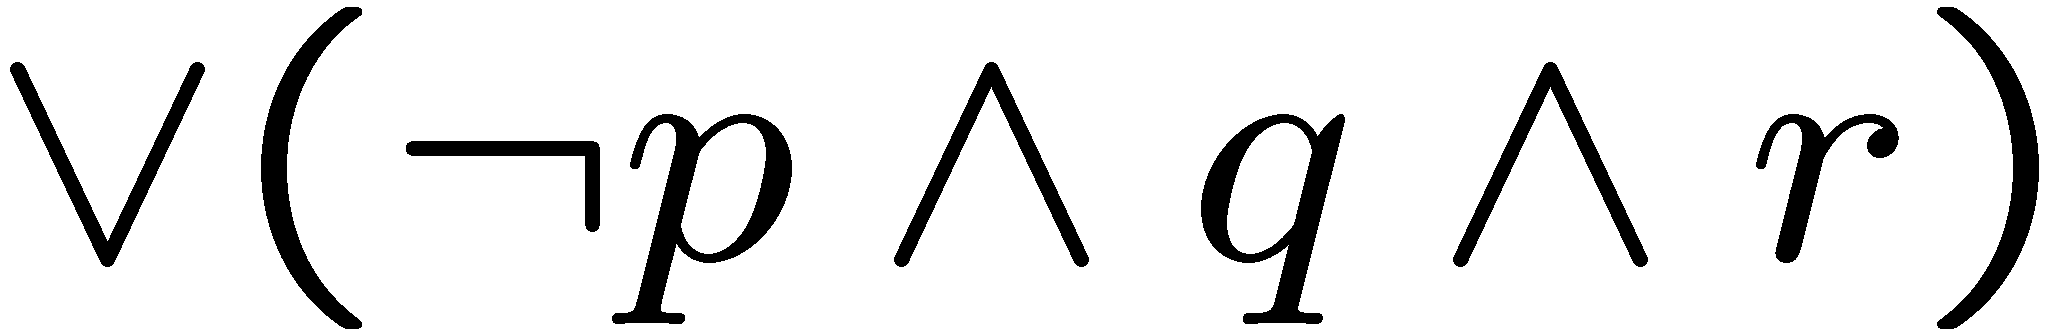 ∨(¬p ∧ q ∧ r)